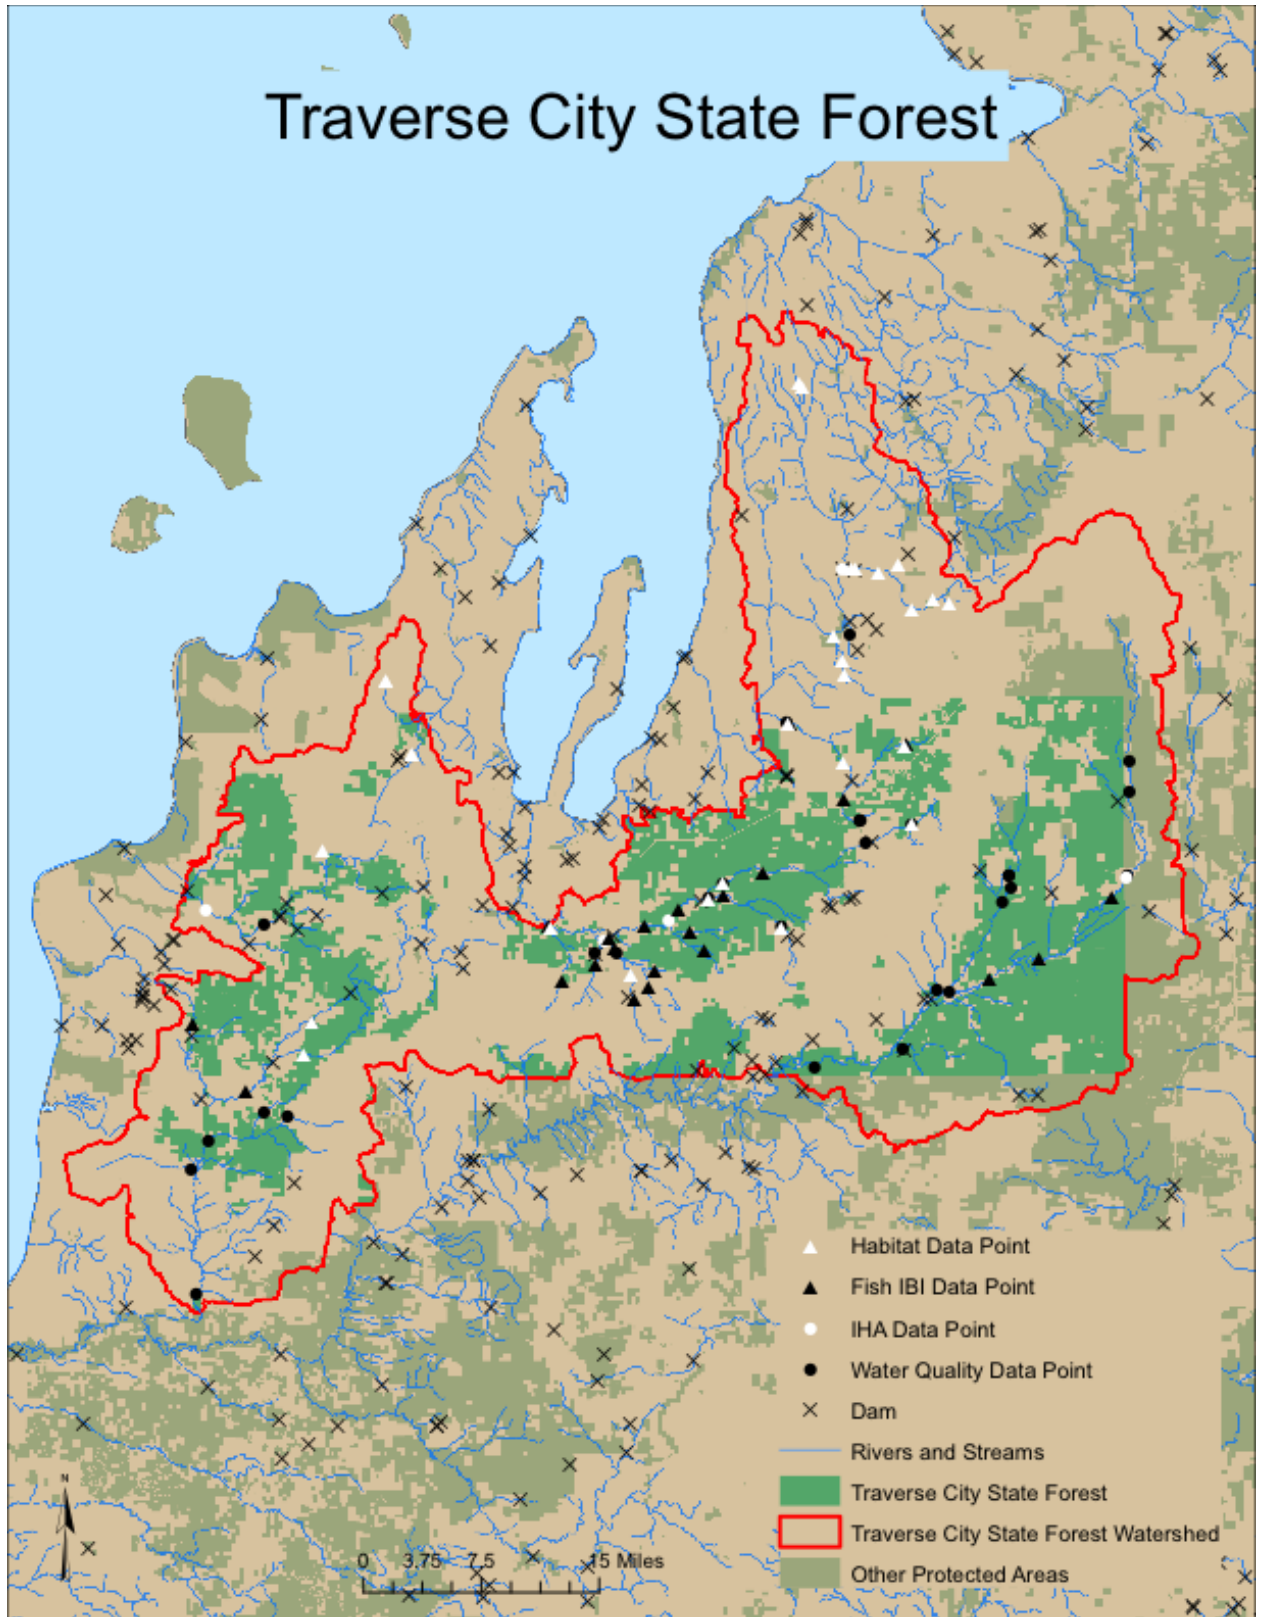 Traverse City State Forest
Habitat Data Point
Fish IBI Data Point
IHA Data Point
Water Quality Data Point
Dam
Rivers and Streams
Traverse City State Forest
Traverse City State Forest Watershed
Other Protected Areas
N
0 3.75 7.5 15 Miles